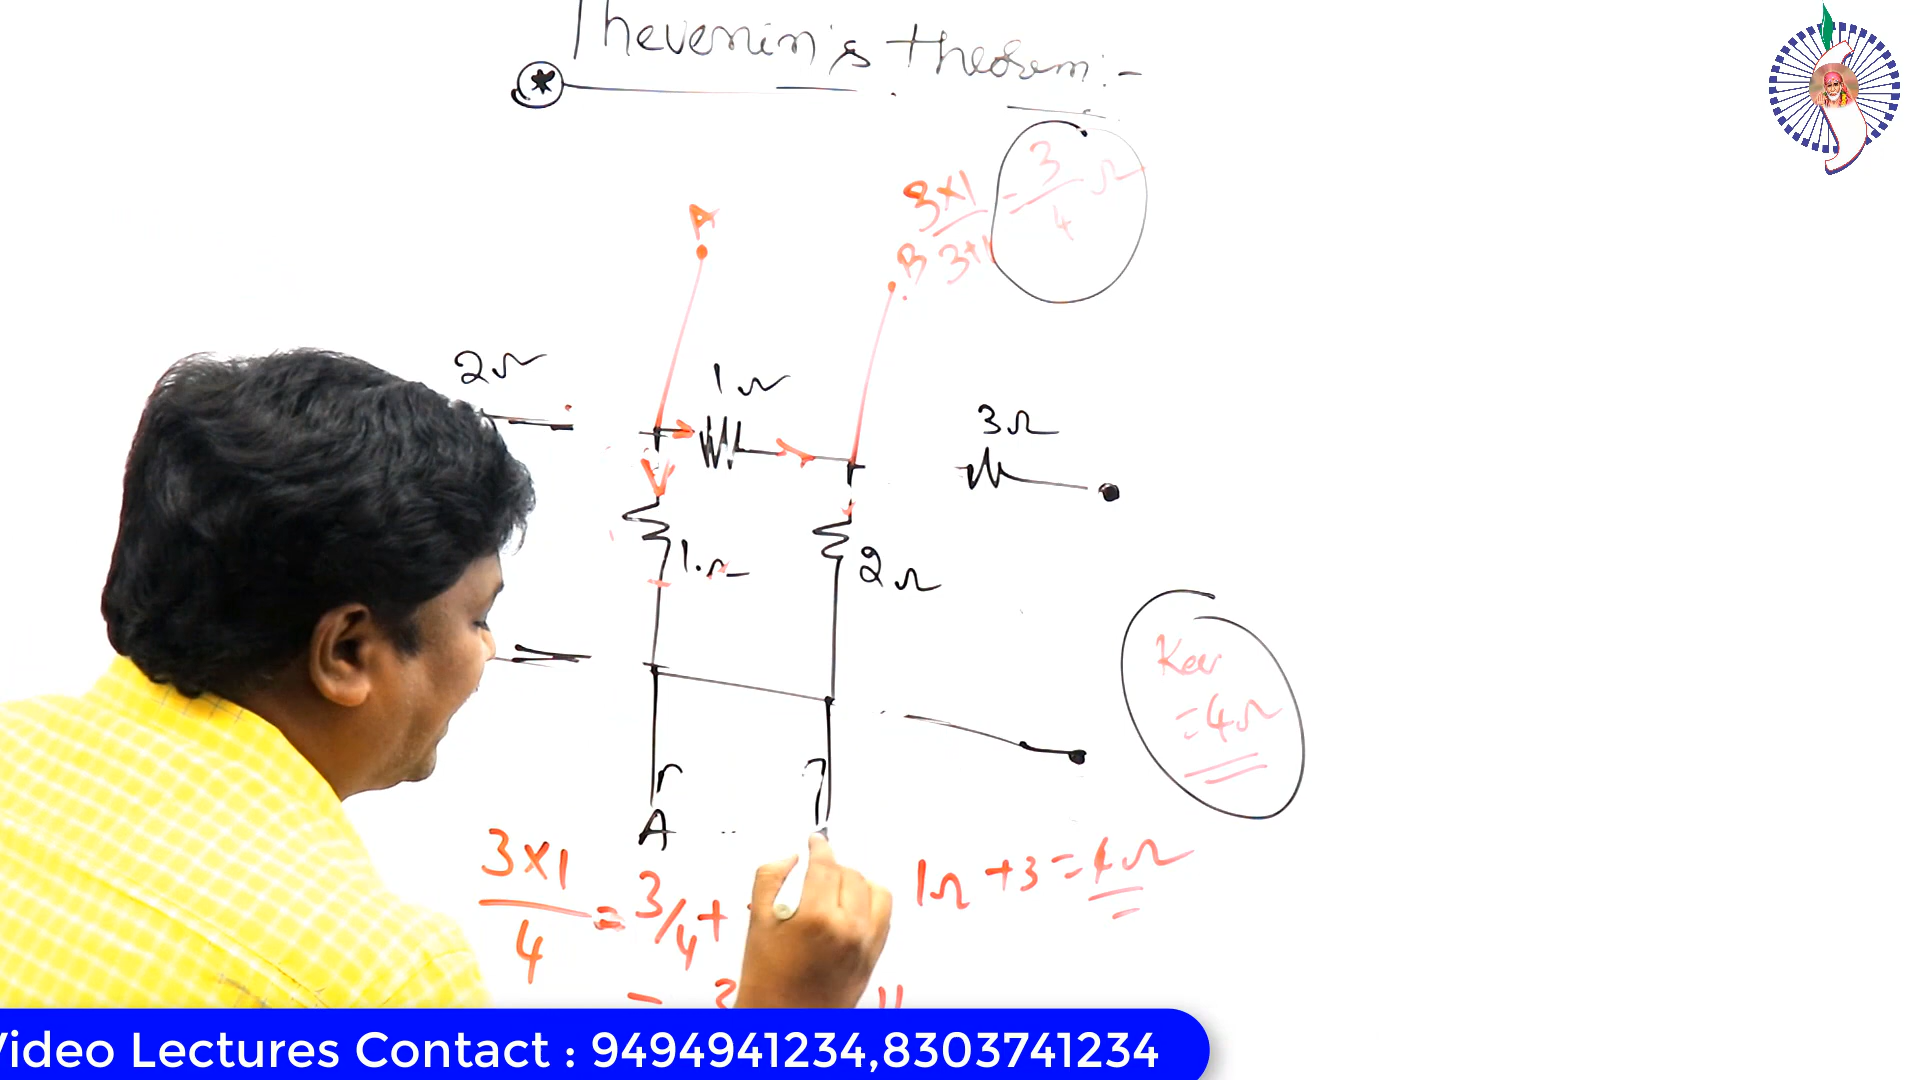 Thevenin's theorem:-
3×1 = 3 Ω
3+1 4
A
B
2Ω
1Ω
3Ω
1Ω
2Ω
= 4Ω
A
3×1 = 3/4 +
4
1Ω + 3 = 4Ω
Video Lectures Contact : 9494941234,8303741234